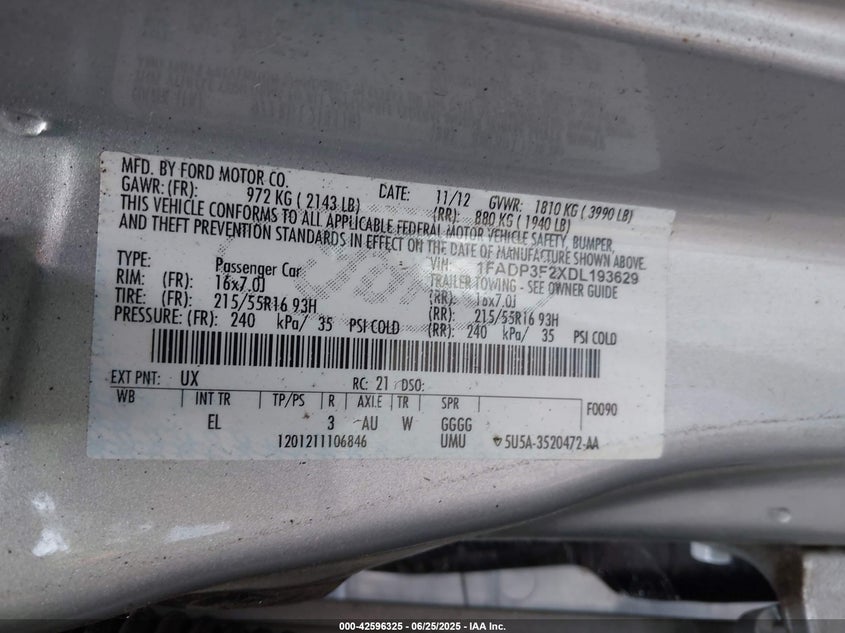 MFD. BY FORD MOTOR CO.
DATE: 11/12 GVWR: 1810 KG ( 3990 LB)
GAWR: (FR): 972 KG ( 2143 LB) (RR): 880 KG ( 1940 LB)
THIS VEHICLE CONFORMS TO ALL APPLICABLE FEDERAL MOTOR VEHICLE SAFETY, BUMPER,
AND THEFT PREVENTION STANDARDS IN EFFECT ON THE DATE OF MANUFACTURE SHOWN ABOVE.
VIN: 1FADP3F2XDL193629
TYPE: Passenger Car TRAILER TOWING - SEE OWNER GUIDE
RIM: (FR) 16x7.0J (RR): 16x7.0J
TIRE: (FR): 215/55R16 93H (RR): 215/55R16 93H
PRESSURE: (FR): 240 kPa/ 35 PSI COLD (RR): 240 kPa/ 35 PSI COLD
EXT PNT: UX RC: 21 DSO:
WB INT TR TP/PS R AXLE TR SPR F0090
EL 3 AU W GGGG
1201211106846 UMU 5U5A-3520472-AA
000-42596325 - 06/25/2025 - IAA Inc.